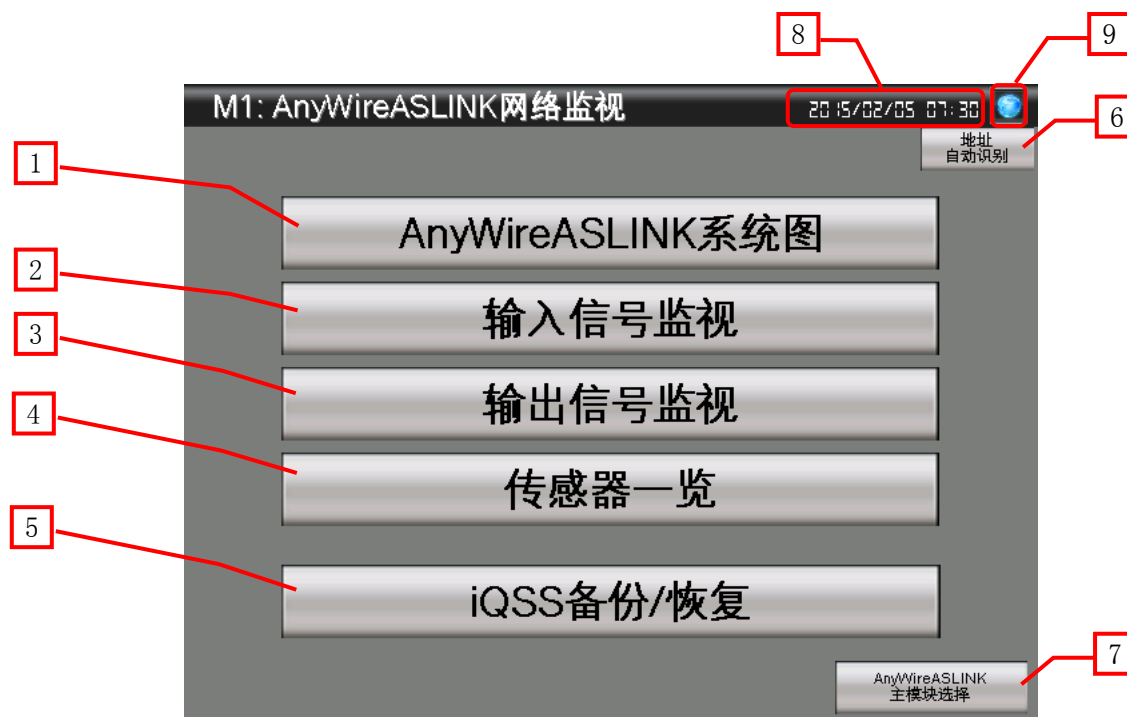 8
9
M1: AnyWireASLINK网络监视
2015/02/05 07:30
6
地址
自动识别
1
AnyWireASLINK系统图
2
输入信号监视
3
输出信号监视
4
传感器一览
5
iQSS备份/恢复
7
AnyWireASLINK
主模块选择